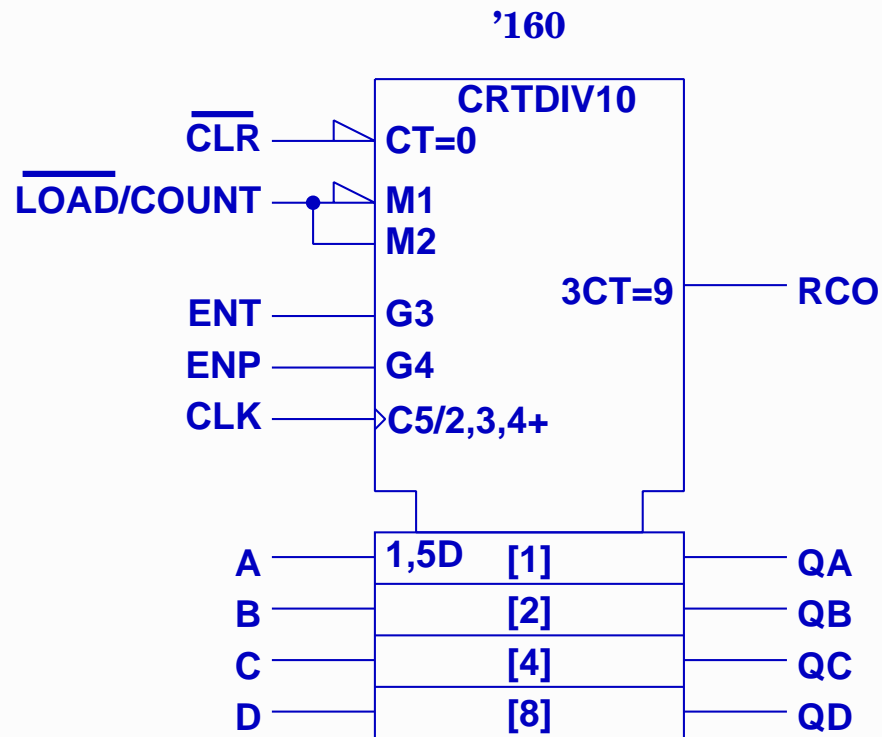 ’160
CRTDIV10
CLR CT=0
LOAD/COUNT M1
M2
3CT=9 RCO
ENT G3
ENP G4
CLK C5/2,3,4+
A 1,5D [1] QA
B [2] QB
C [4] QC
D [8] QD